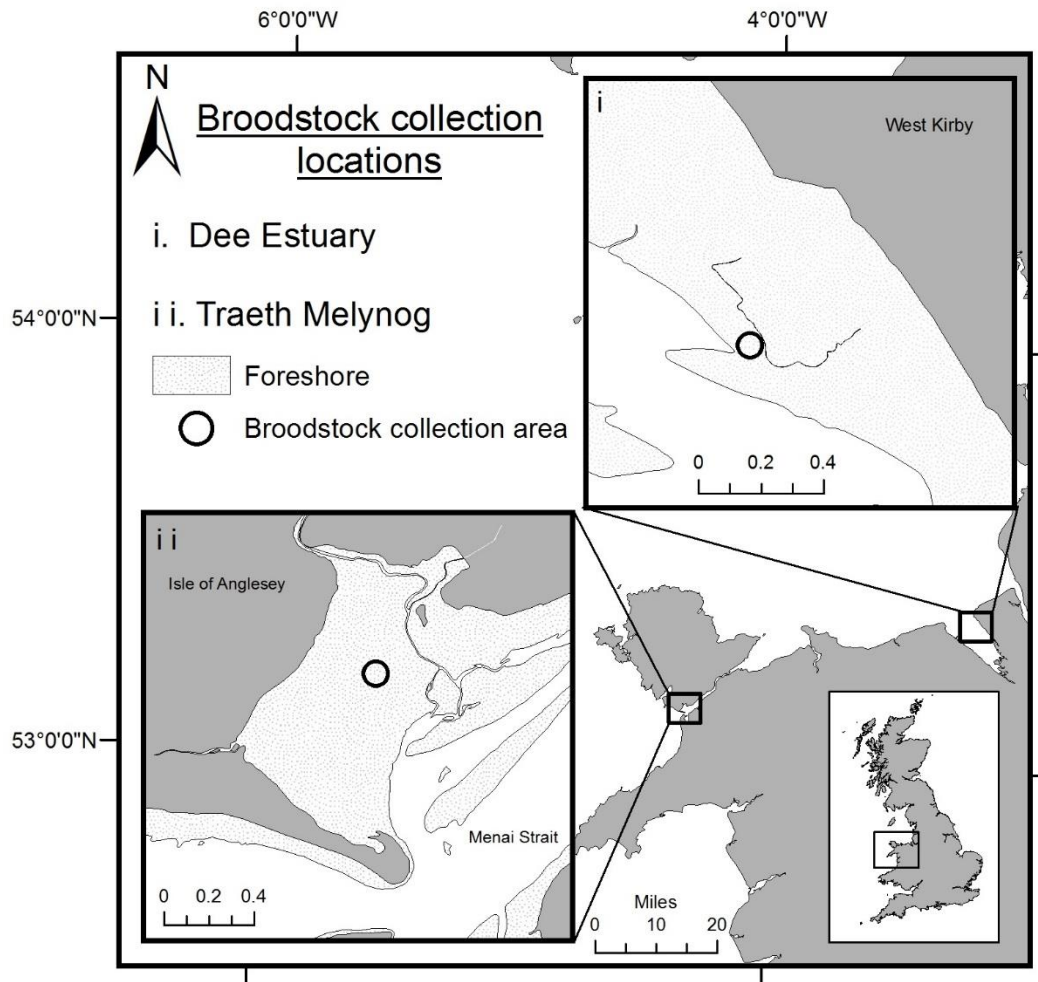 6°0'0"W
4°0'0"W
N
Broodstock collection
locations
i. Dee Estuary
ii. Traeth Melynog
Foreshore
Broodstock collection area
54°0'0"N
53°0'0"N
i
West Kirby
0 0.2 0.4
ii
Isle of Anglesey
Menai Strait
0 0.2 0.4
Miles
0 10 20